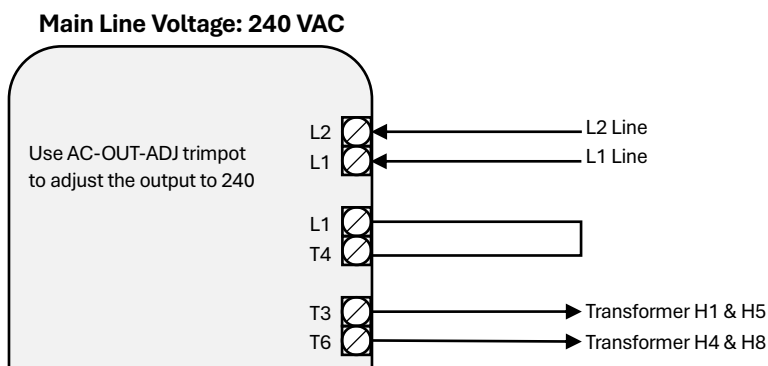 Main Line Voltage: 240 VAC
Use AC-OUT-ADJ trimpot
to adjust the output to 240
L2
L2 Line
L1
L1 Line
L1
T4
T3
Transformer H1 & H5
T6
Transformer H4 & H8